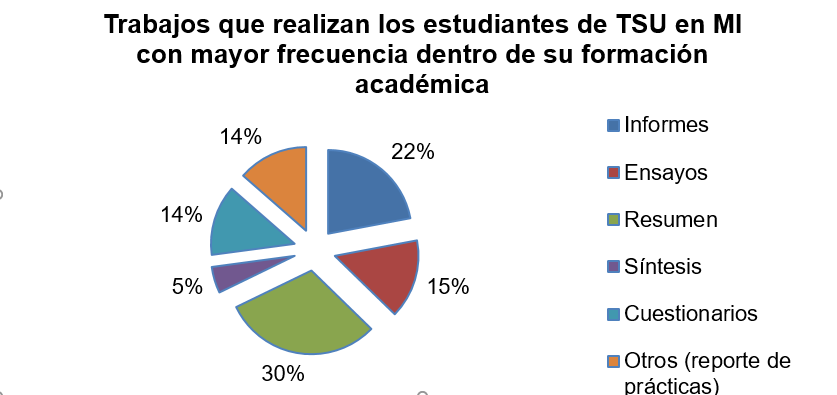 Trabajos que realizan los estudiantes de TSU en MI
con mayor frecuencia dentro de su formación
académica
14%
22%
14%
5%
15%
30%
Informes
Ensayos
Resumen
Síntesis
Cuestionarios
Otros (reporte de
prácticas)